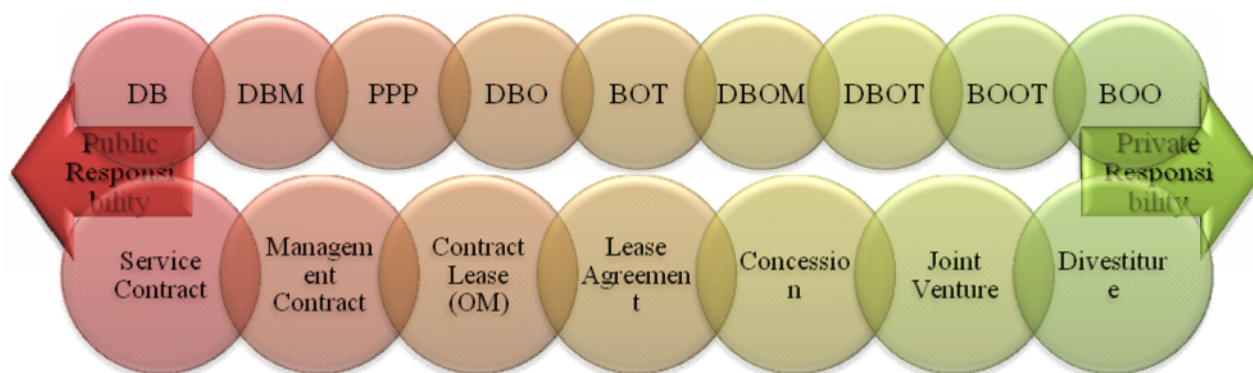 DB DBM PPP DBO BOT DBOM DBOT BOOT BOO
Public
Responsi
bility
Private
Responsi
bility
Service
Contract
Managem
ent
Contract
Contract
Lease
(OM)
Lease
Agreemen
t
Concessio
n
Joint
Venture
Divestitur
e